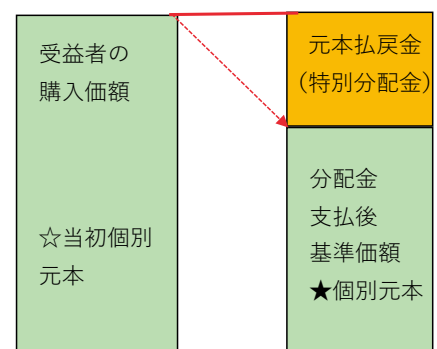 受益者の
購入価額
☆当初個別
元本
元本払戻金
(特別分配金)
分配金
支払後
基準価額
★個別元本